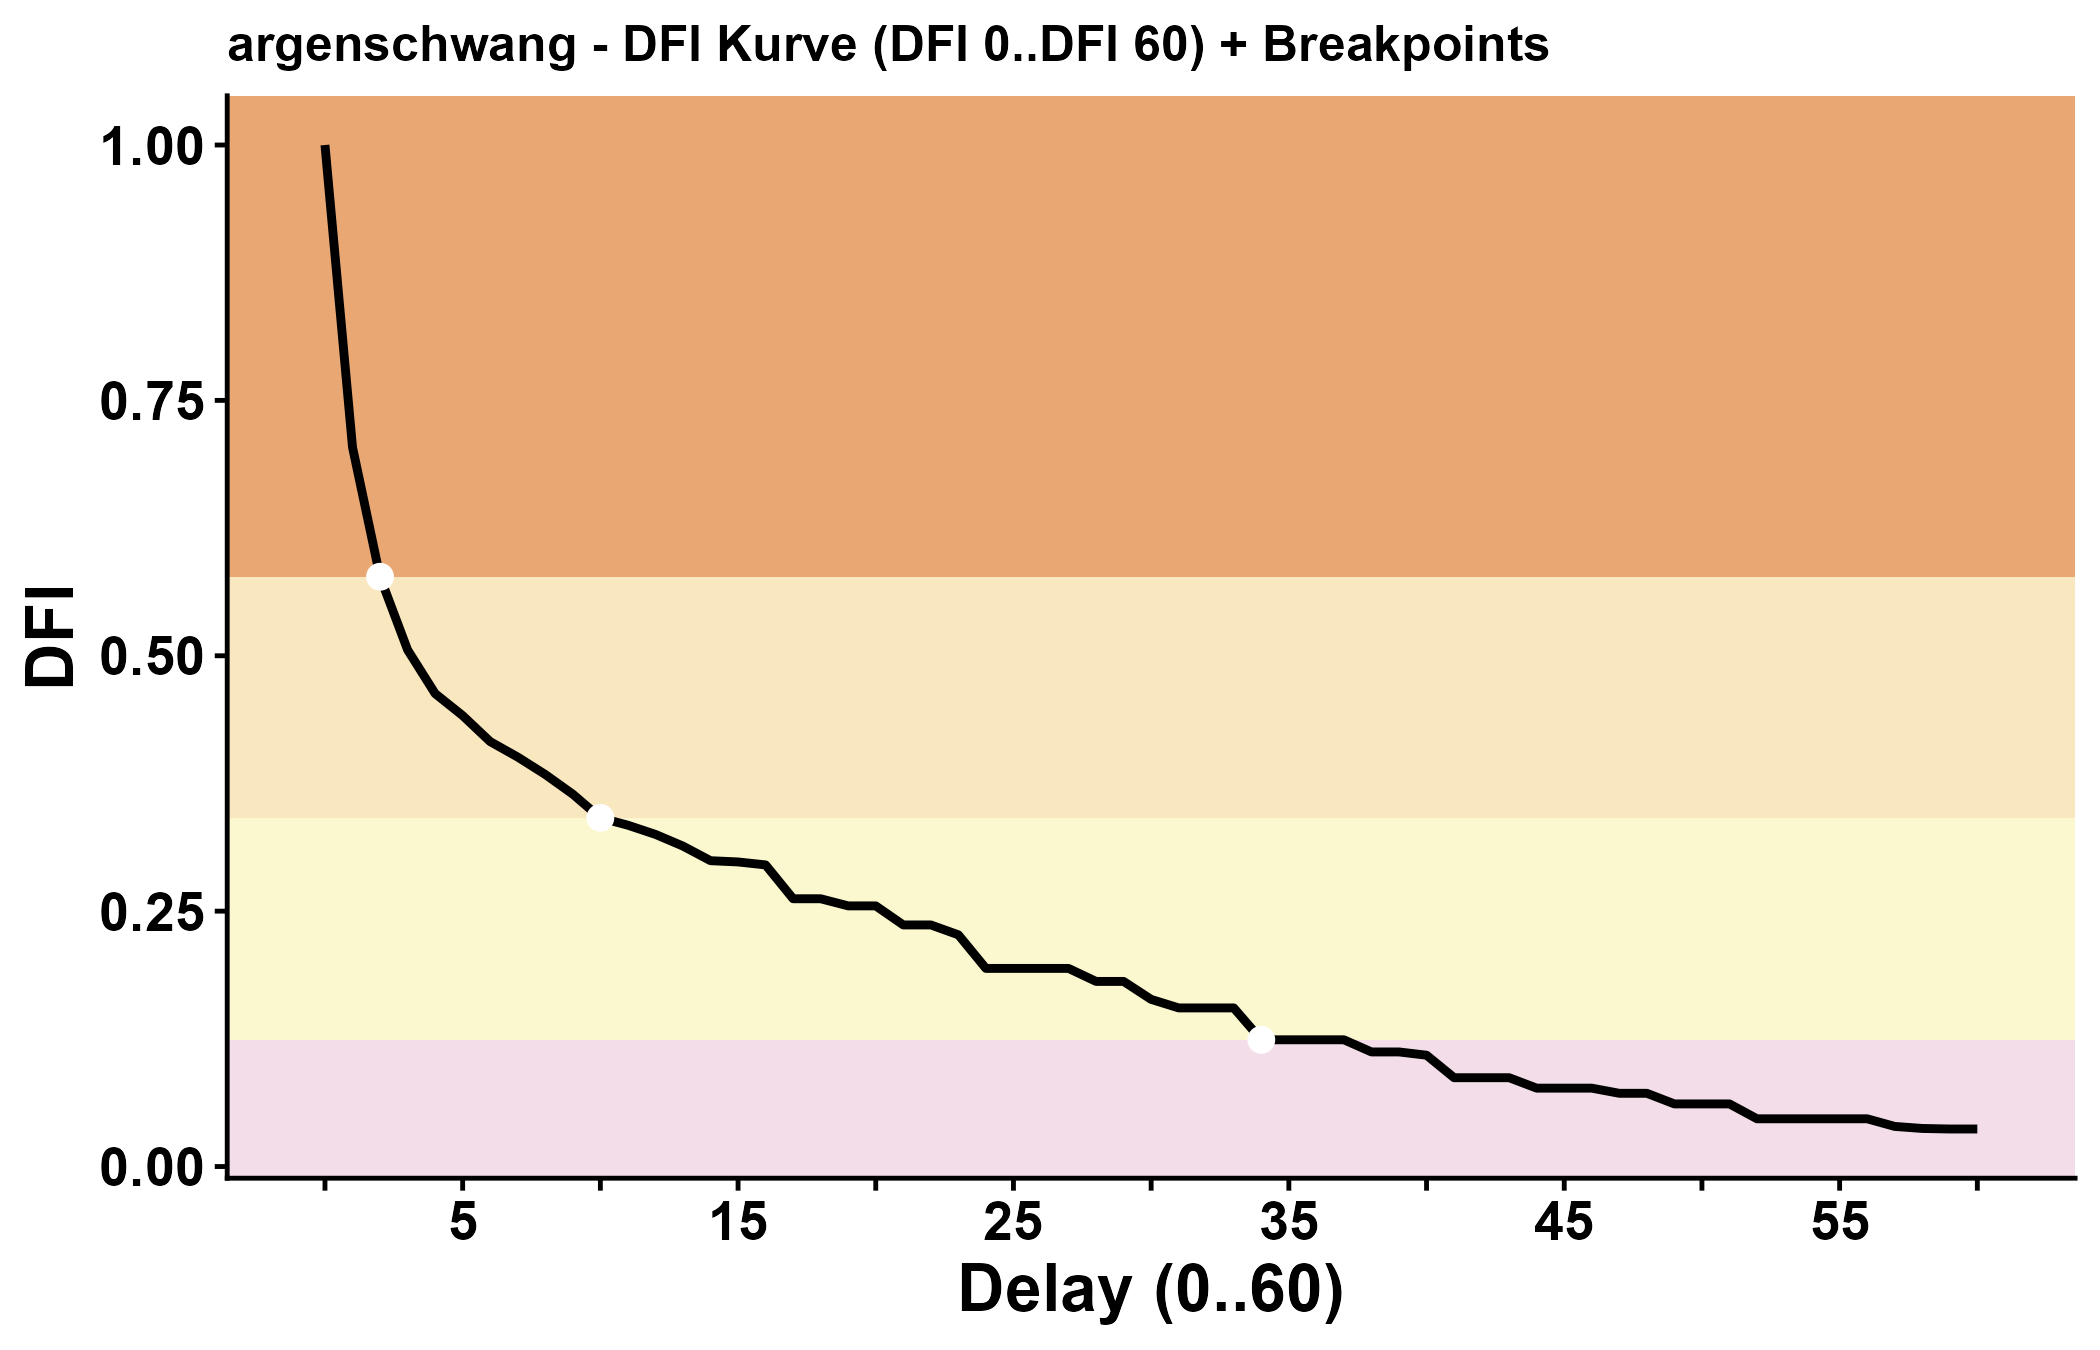 argenschwang - DFI Kurve (DFI 0..DFI 60) + Breakpoints
1.00
0.75
0.50
0.25
0.00
DFI
5 15 25 35 45 55
Delay (0..60)